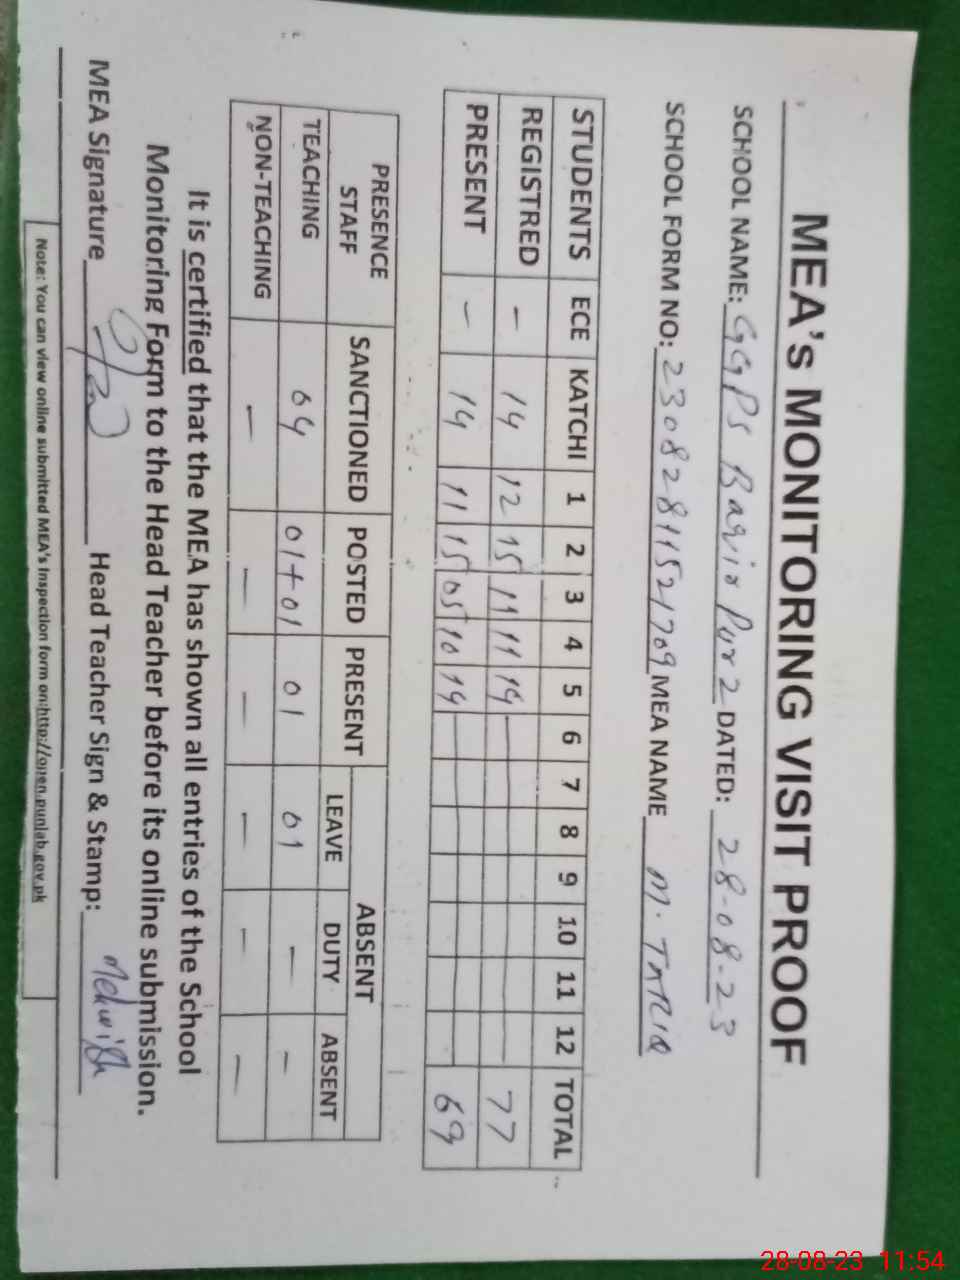 MEA's MONITORING VISIT PROOF
SCHOOL NAME: GGPS Baqir Pur 2 DATED: 28-08-23
SCHOOL FORM NO: 23082811521709 MEA NAME M. TARIQ
STUDENTS ECE KATCHI 1 2 3 4 5 6 7 8 9 10 11 12 TOTAL
REGISTRED – 14 12 15 11 11 14 77
PRESENT – 14 11 15 05 10 14 69
PRESENCE STAFF SANCTIONED POSTED PRESENT ABSENT
LEAVE DUTY ABSENT
TEACHING 04 01+01 01 01 – –
NON-TEACHING – – – – – –
It is certified that the MEA has shown all entries of the School
Monitoring Form to the Head Teacher before its online submission.
MEA Signature Head Teacher Sign & Stamp: Mehwish
Note: You can view online submitted MEA's Inspection form on:http://open.punjab.gov.pk
28-08-23 11:54